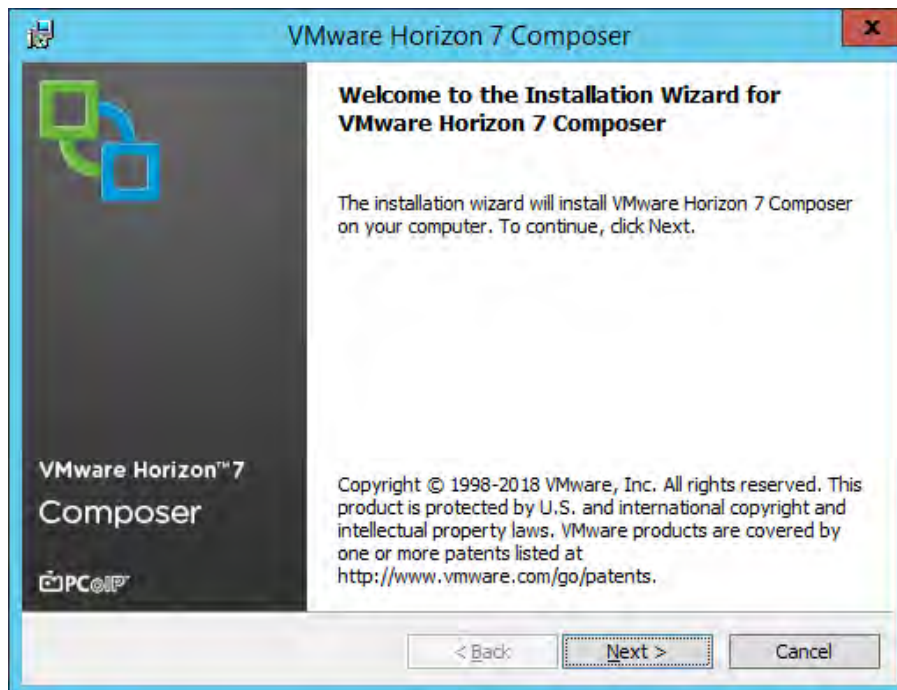 VMware Horizon 7 Composer
x
Welcome to the Installation Wizard for
VMware Horizon 7 Composer
The installation wizard will install VMware Horizon 7 Composer
on your computer. To continue, click Next.
VMware Horizon™ 7
Composer
PCoIP
Copyright © 1998-2018 VMware, Inc. All rights reserved. This
product is protected by U.S. and international copyright and
intellectual property laws. VMware products are covered by
one or more patents listed at
http://www.vmware.com/go/patents.
< Back
Next >
Cancel